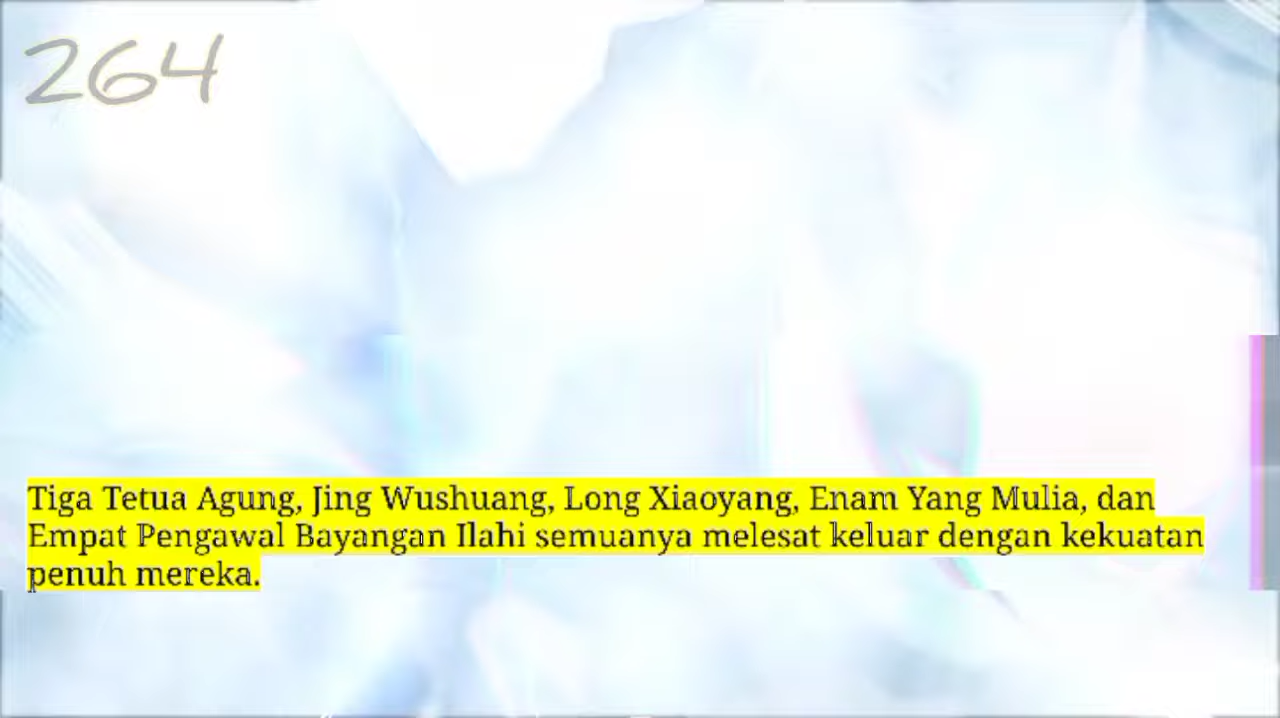 264
Tiga Tetua Agung, Jing Wushuang, Long Xiaoyang, Enam Yang Mulia, dan
Empat Pengawal Bayangan Ilahi semuanya melesat keluar dengan kekuatan
penuh mereka.